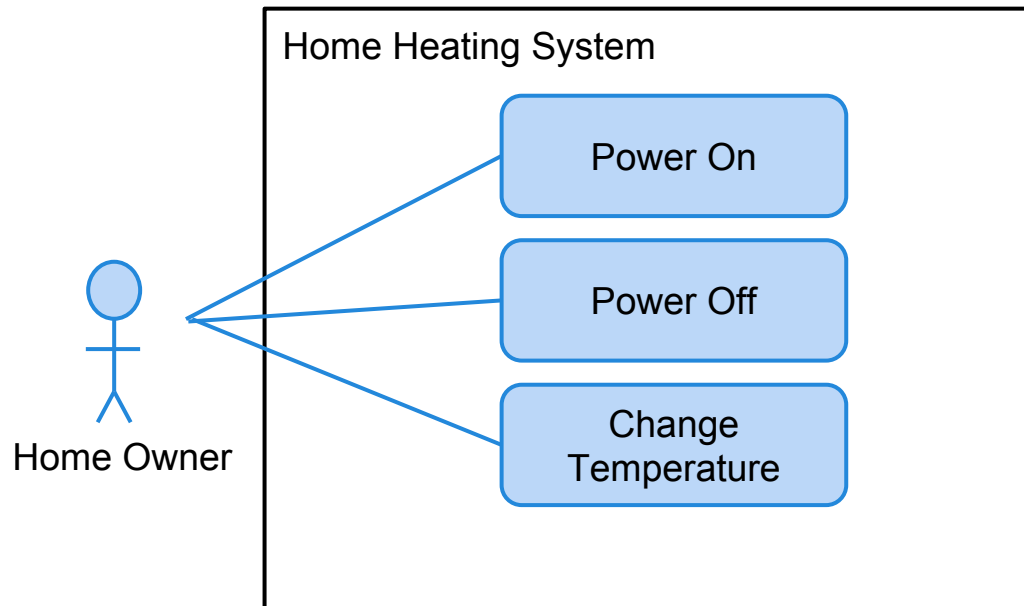 Home Heating System
Power On
Power Off
Change
Temperature
Home Owner